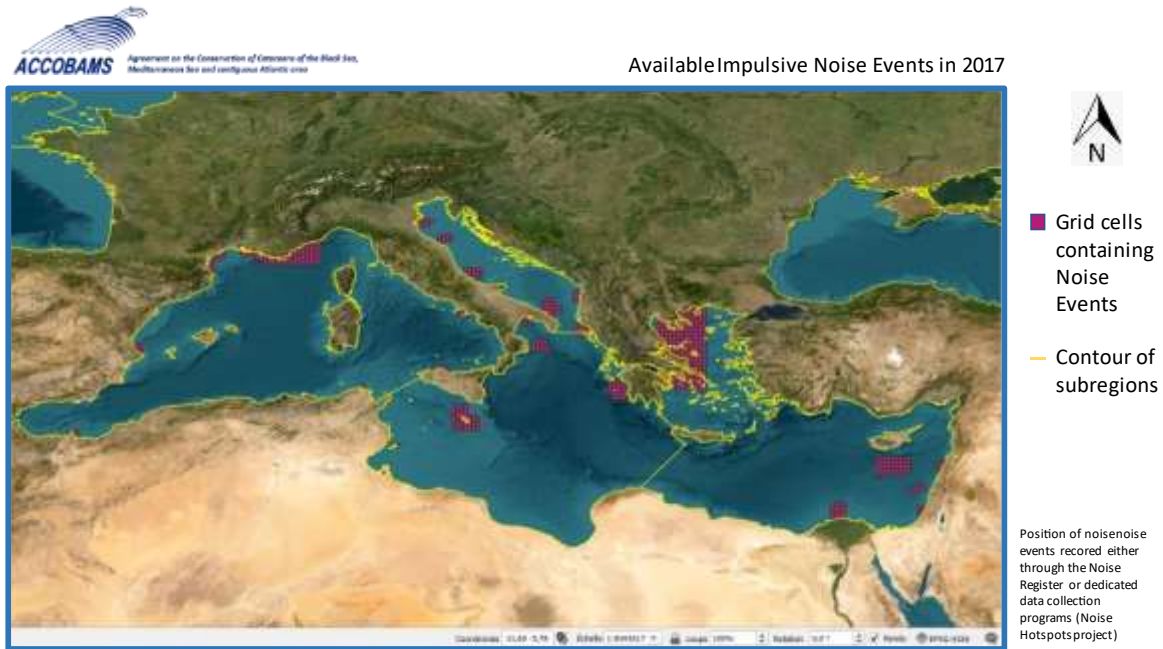 ACCOBAMS
Agreement on the Conservation of Cetaceans of the Black Sea,
Mediterranean Sea and contiguous Atlantic area
Available Impulsive Noise Events in 2017
N
Grid cells
containing
Noise
Events
Contour of
subregions
Position of noisenoise
events recored either
through the Noise
Register or dedicated
data collection
programs (Noise
Hotspots project)